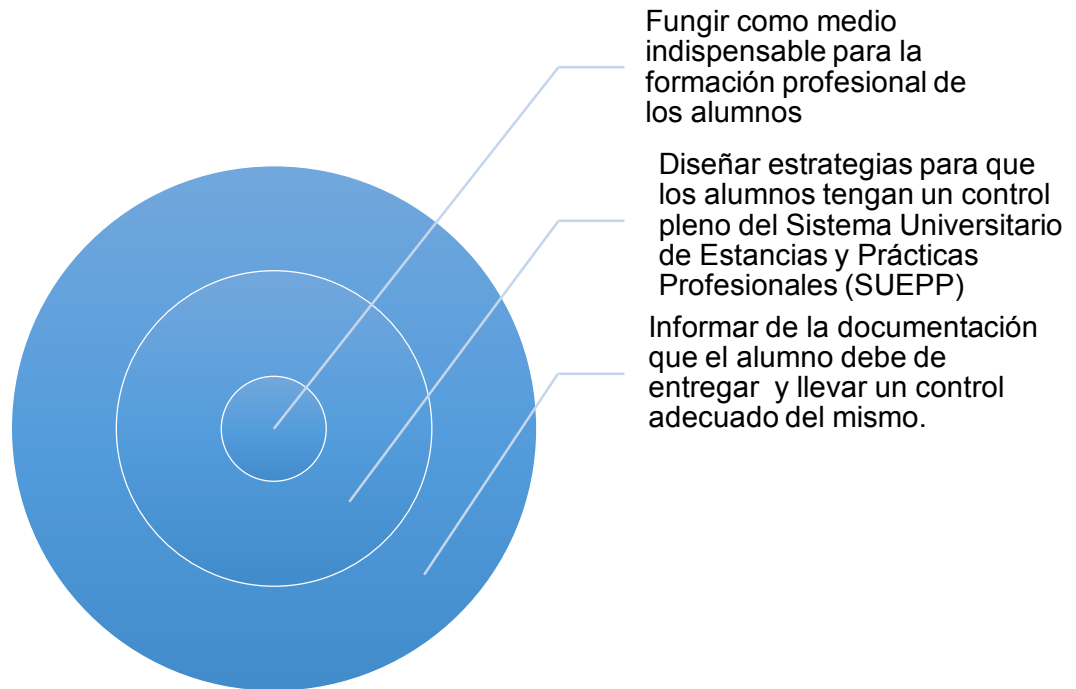 Fungir como medio
indispensable para la
formación profesional de
los alumnos
Diseñar estrategias para que
los alumnos tengan un control
pleno del Sistema Universitario
de Estancias y Prácticas
Profesionales (SUEPP)
Informar de la documentación
que el alumno debe de
entregar  y llevar un control
adecuado del mismo.